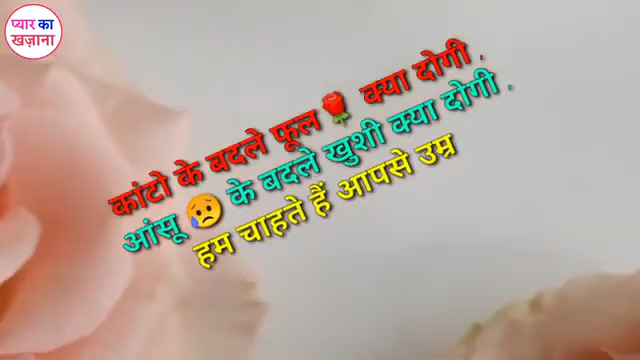 प्यार का
खज़ाना
कांटो के बदले फूल🌹 क्या दोगी .
आंसू 😥 के बदले खुशी क्या दोगी .
हम चाहते हैं आपसे उम्र